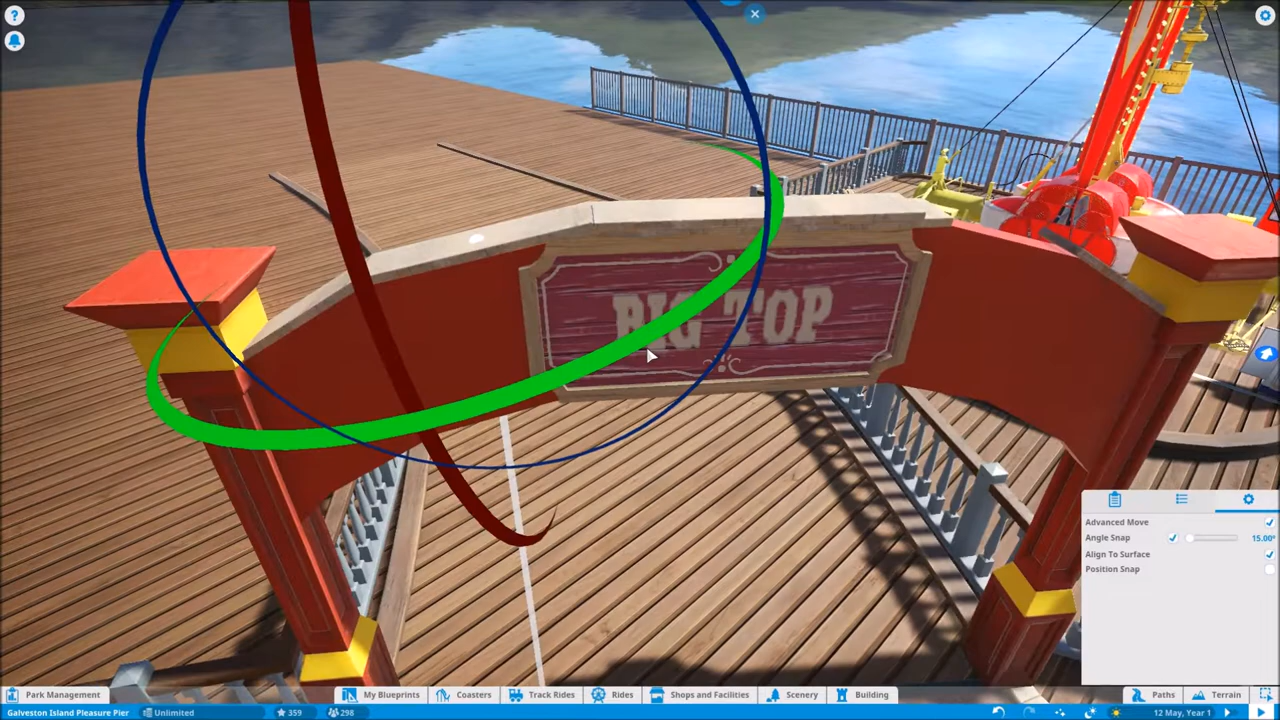 BIG TOP
Advanced Move
Angle Snap 15.00°
Align To Surface
Position Snap
Park Management My Blueprints Coasters Track Rides Rides Shops and Facilities Scenery Building Paths Terrain
Galveston Island Pleasure Pier Unlimited 359 298 12 May, Year 1